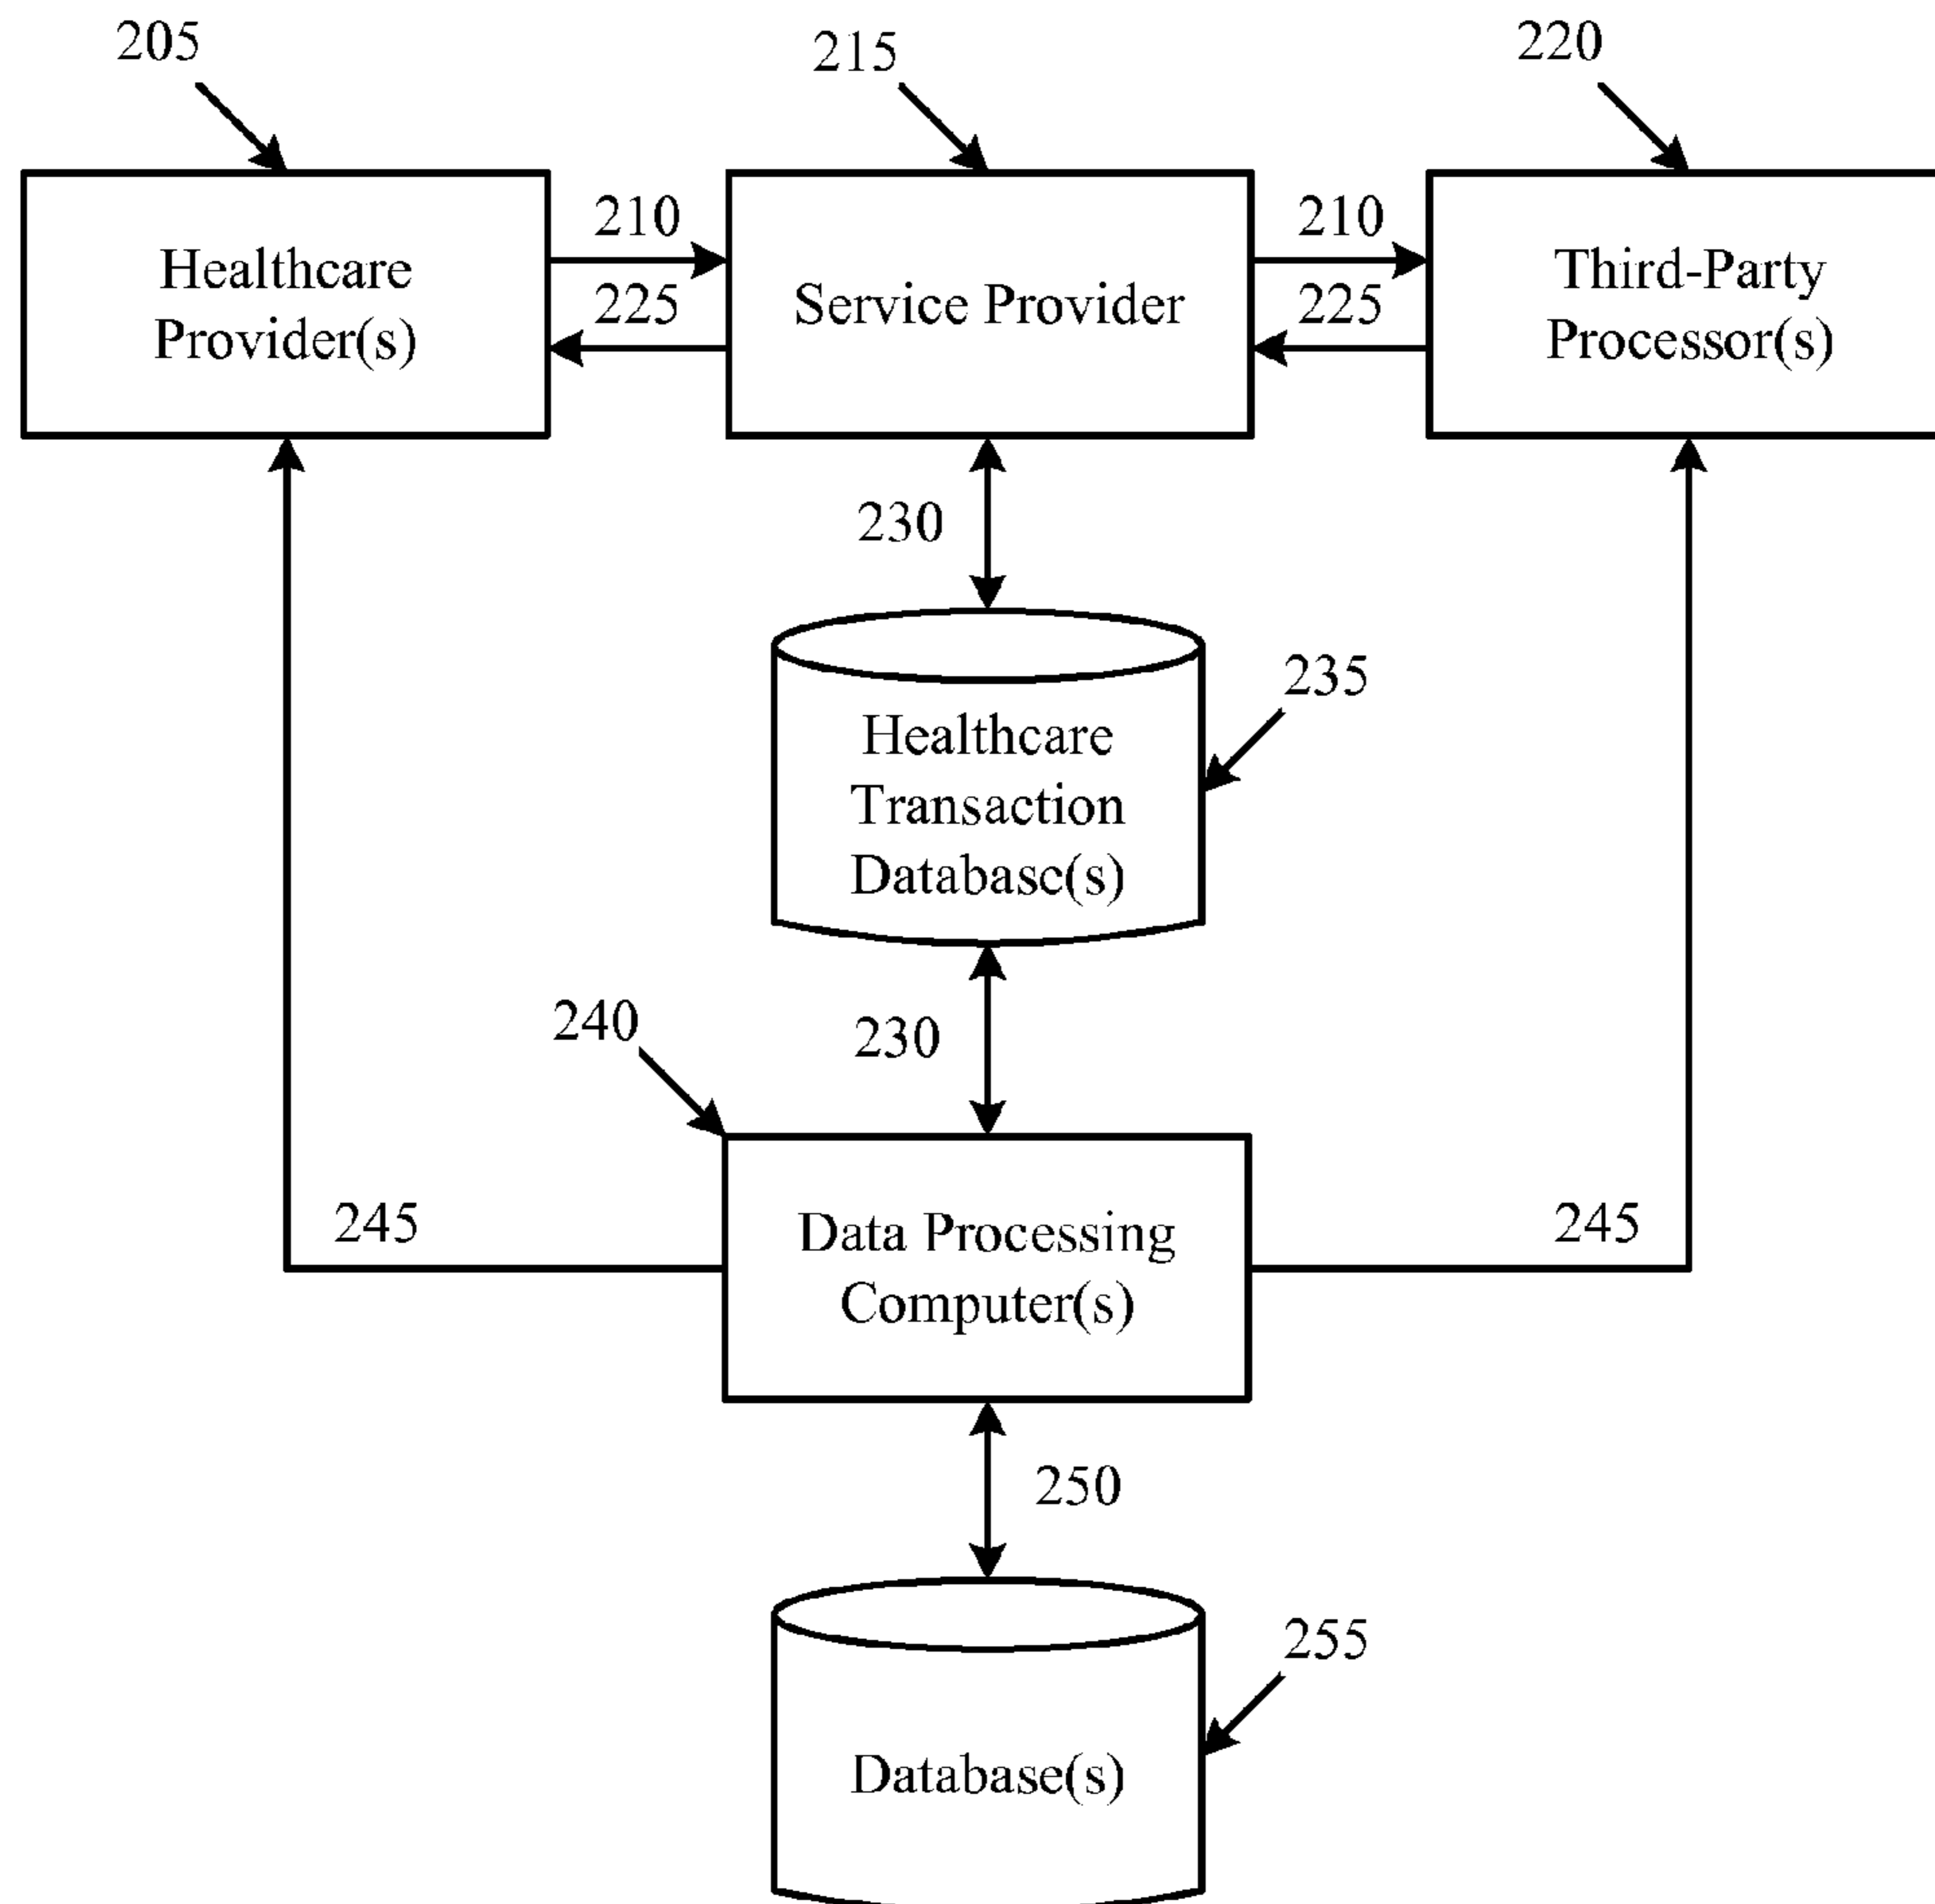 205
215
220
Healthcare
Provider(s)
210
225
Service Provider
210
225
Third-Party
Processor(s)
230
235
Healthcare
Transaction
Database(s)
240
230
245
Data Processing
Computer(s)
245
250
255
Database(s)